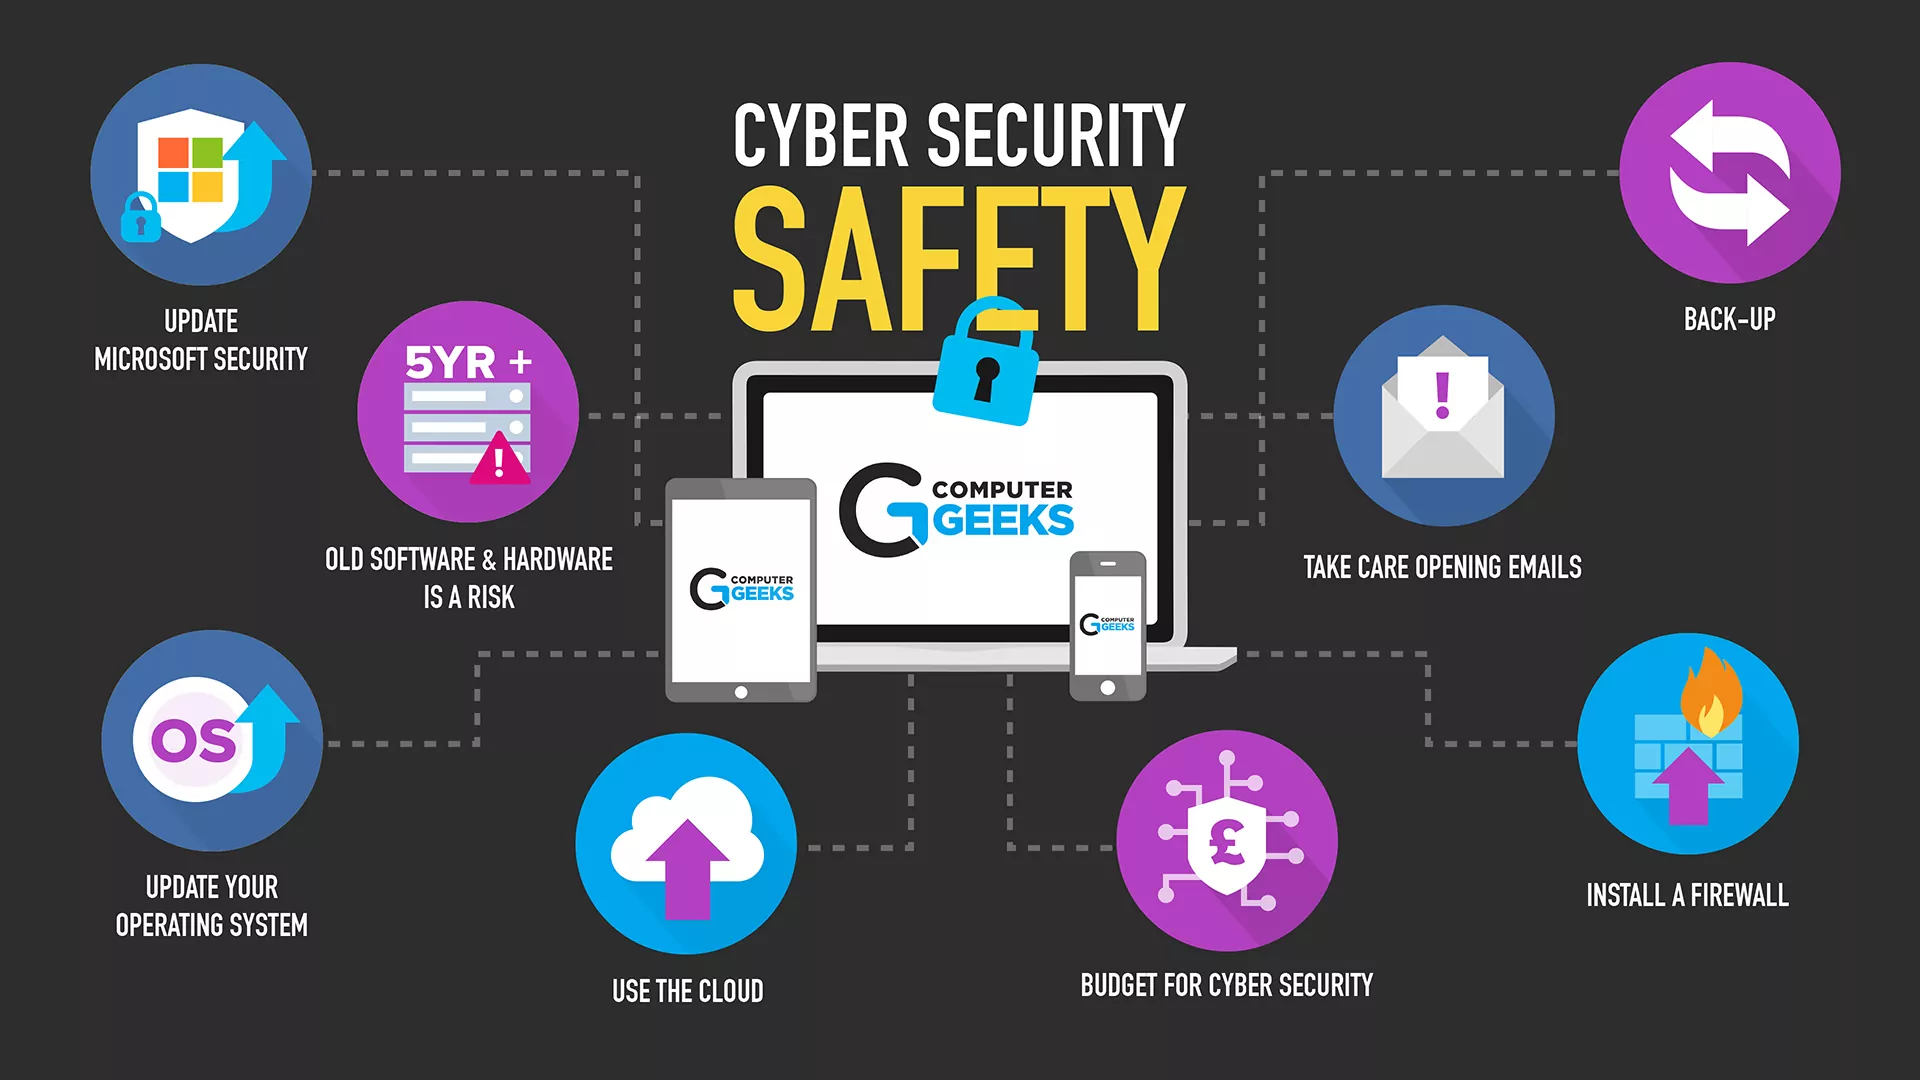 CYBER SECURITY
SAFETY
UPDATE
MICROSOFT SECURITY
5YR +
!
OLD SOFTWARE & HARDWARE
IS A RISK
OS
UPDATE YOUR
OPERATING SYSTEM
USE THE CLOUD
COMPUTER
GEEKS
COMPUTER
GEEKS
COMPUTER
GEEKS
BACK-UP
!
TAKE CARE OPENING EMAILS
INSTALL A FIREWALL
£
BUDGET FOR CYBER SECURITY